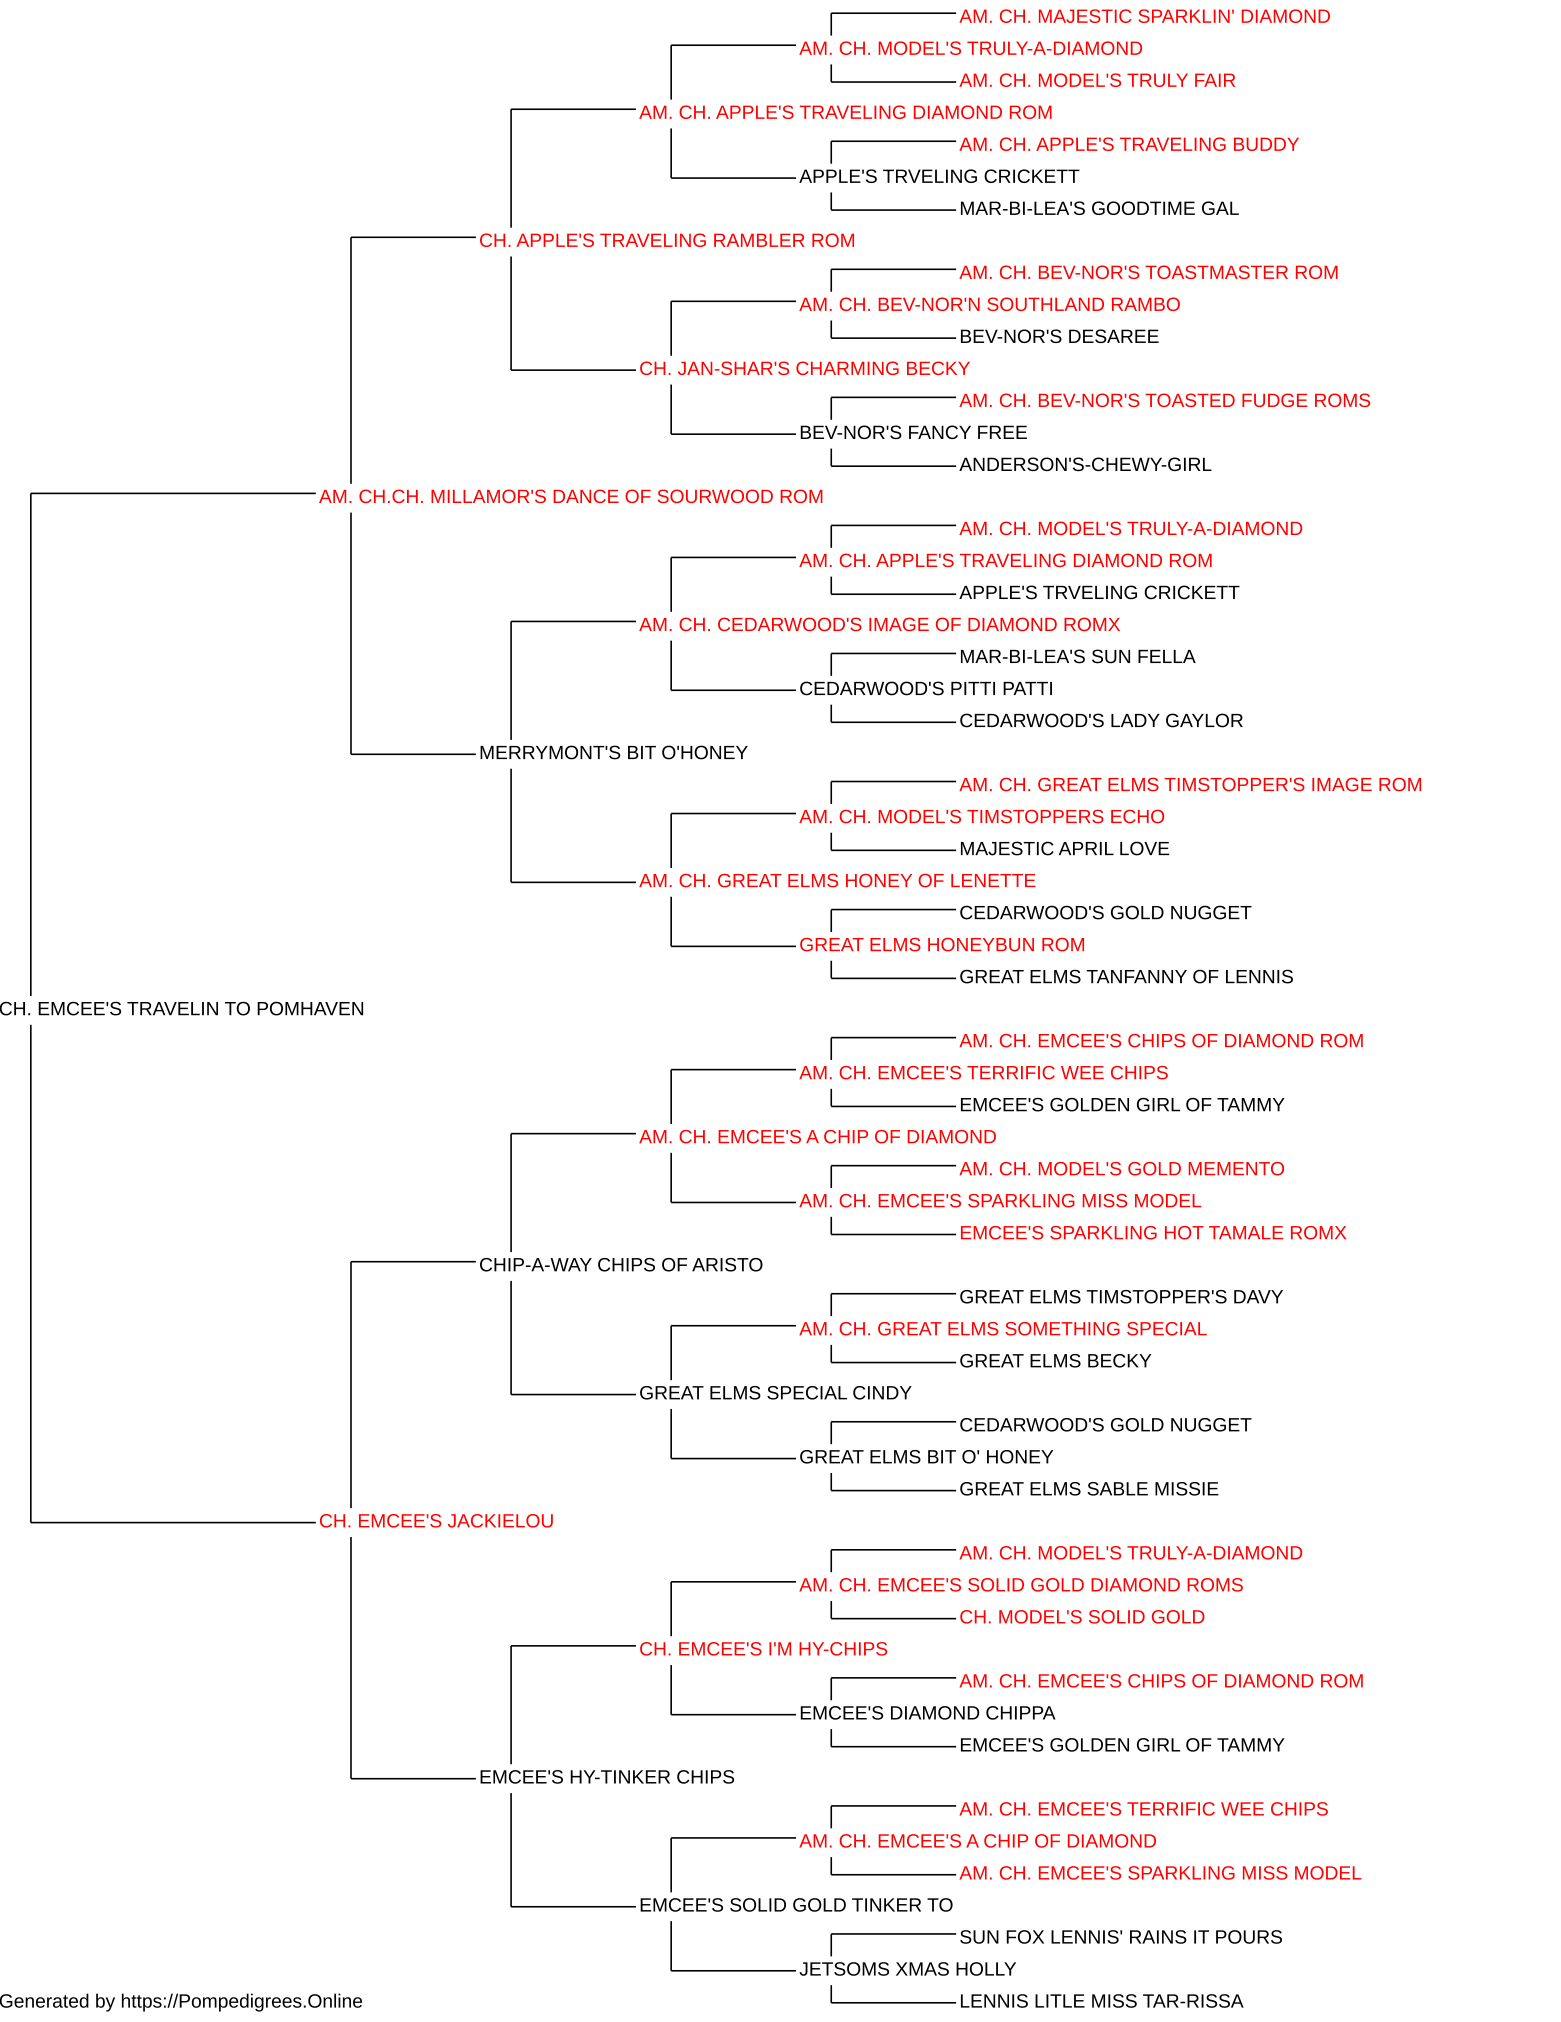 AM. CH. MAJESTIC SPARKLIN' DIAMOND
AM. CH. MODEL'S TRULY-A-DIAMOND
AM. CH. MODEL'S TRULY FAIR
AM. CH. APPLE'S TRAVELING DIAMOND ROM
AM. CH. APPLE'S TRAVELING BUDDY
APPLE'S TRVELING CRICKETT
MAR-BI-LEA'S GOODTIME GAL
CH. APPLE'S TRAVELING RAMBLER ROM
AM. CH. BEV-NOR'S TOASTMASTER ROM
AM. CH. BEV-NOR'N SOUTHLAND RAMBO
BEV-NOR'S DESAREE
CH. JAN-SHAR'S CHARMING BECKY
AM. CH. BEV-NOR'S TOASTED FUDGE ROMS
BEV-NOR'S FANCY FREE
ANDERSON'S-CHEWY-GIRL
AM. CH.CH. MILLAMOR'S DANCE OF SOURWOOD ROM
AM. CH. MODEL'S TRULY-A-DIAMOND
AM. CH. APPLE'S TRAVELING DIAMOND ROM
APPLE'S TRVELING CRICKETT
AM. CH. CEDARWOOD'S IMAGE OF DIAMOND ROMX
MAR-BI-LEA'S SUN FELLA
CEDARWOOD'S PITTI PATTI
CEDARWOOD'S LADY GAYLOR
MERRYMONT'S BIT O'HONEY
AM. CH. GREAT ELMS TIMSTOPPER'S IMAGE ROM
AM. CH. MODEL'S TIMSTOPPERS ECHO
MAJESTIC APRIL LOVE
AM. CH. GREAT ELMS HONEY OF LENETTE
CEDARWOOD'S GOLD NUGGET
GREAT ELMS HONEYBUN ROM
GREAT ELMS TANFANNY OF LENNIS
CH. EMCEE'S TRAVELIN TO POMHAVEN
AM. CH. EMCEE'S CHIPS OF DIAMOND ROM
AM. CH. EMCEE'S TERRIFIC WEE CHIPS
EMCEE'S GOLDEN GIRL OF TAMMY
AM. CH. EMCEE'S A CHIP OF DIAMOND
AM. CH. MODEL'S GOLD MEMENTO
AM. CH. EMCEE'S SPARKLING MISS MODEL
EMCEE'S SPARKLING HOT TAMALE ROMX
CHIP-A-WAY CHIPS OF ARISTO
GREAT ELMS TIMSTOPPER'S DAVY
AM. CH. GREAT ELMS SOMETHING SPECIAL
GREAT ELMS BECKY
GREAT ELMS SPECIAL CINDY
CEDARWOOD'S GOLD NUGGET
GREAT ELMS BIT O' HONEY
GREAT ELMS SABLE MISSIE
CH. EMCEE'S JACKIELOU
AM. CH. MODEL'S TRULY-A-DIAMOND
AM. CH. EMCEE'S SOLID GOLD DIAMOND ROMS
CH. MODEL'S SOLID GOLD
CH. EMCEE'S I'M HY-CHIPS
AM. CH. EMCEE'S CHIPS OF DIAMOND ROM
EMCEE'S DIAMOND CHIPPA
EMCEE'S GOLDEN GIRL OF TAMMY
EMCEE'S HY-TINKER CHIPS
AM. CH. EMCEE'S TERRIFIC WEE CHIPS
AM. CH. EMCEE'S A CHIP OF DIAMOND
AM. CH. EMCEE'S SPARKLING MISS MODEL
EMCEE'S SOLID GOLD TINKER TO
SUN FOX LENNIS' RAINS IT POURS
JETSOMS XMAS HOLLY
LENNIS LITLE MISS TAR-RISSA
Generated by https://Pompedigrees.Online